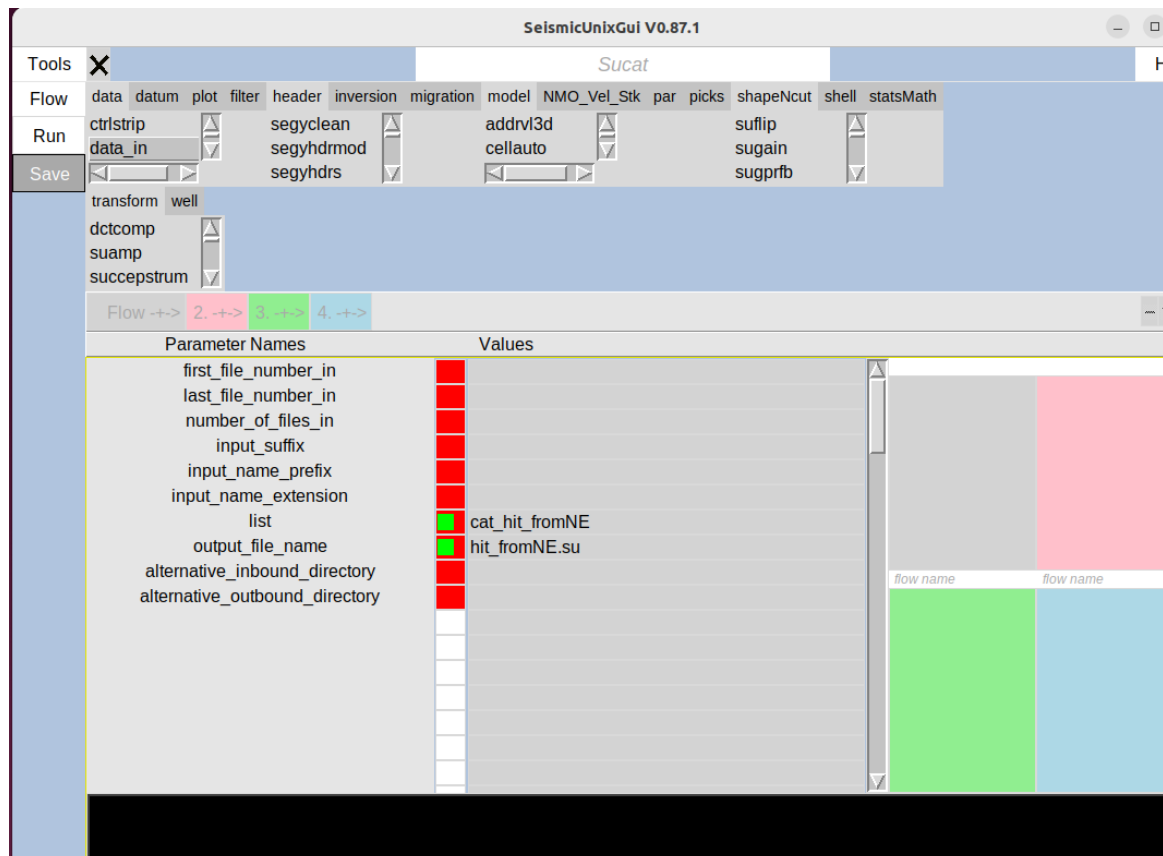 SeismicUnixGui V0.87.1
Tools Sucat H
Flow data datum plot filter header inversion migration model NMO_Vel_Stk par picks shapeNcut shell statsMath
Run
Save
ctrlstrip segyclean addrvl3d suflip
data_in segyhdrmod cellauto sugain
segyhdrs sugprfb
transform well
dctcomp
suamp
succepstrum
Flow -+-> 2. -+-> 3. -+-> 4. -+->
Parameter Names Values
first_file_number_in
last_file_number_in
number_of_files_in
input_suffix
input_name_prefix
input_name_extension
list cat_hit_fromNE
output_file_name hit_fromNE.su
alternative_inbound_directory
flow name flow name
alternative_outbound_directory